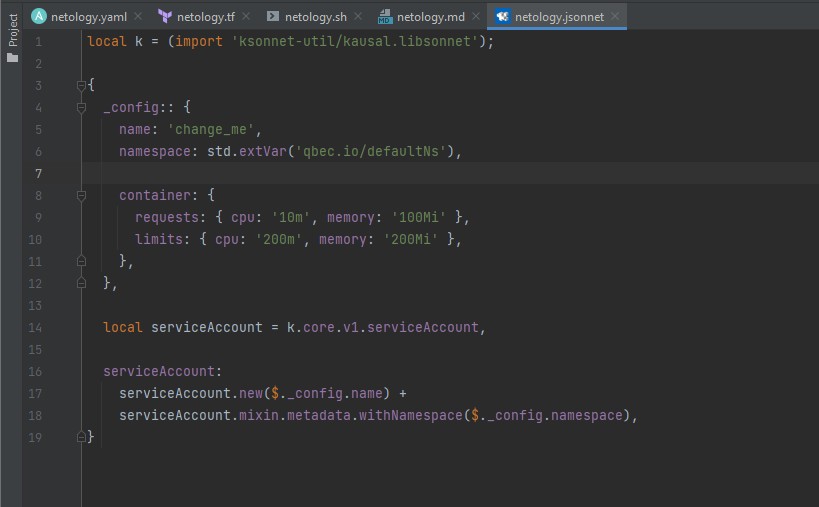 Project
netology.yaml
netology.tf
netology.sh
netology.md
netology.jsonnet
1 local k = (import 'ksonnet-util/kausal.libsonnet');
2
3 {
4   _config:: {
5     name: 'change_me',
6     namespace: std.extVar('qbec.io/defaultNs'),
7
8     container: {
9       requests: { cpu: '10m', memory: '100Mi' },
10       limits: { cpu: '200m', memory: '200Mi' },
11     },
12   },
13
14   local serviceAccount = k.core.v1.serviceAccount,
15
16   serviceAccount:
17     serviceAccount.new($._config.name) +
18     serviceAccount.mixin.metadata.withNamespace($._config.namespace),
19 }